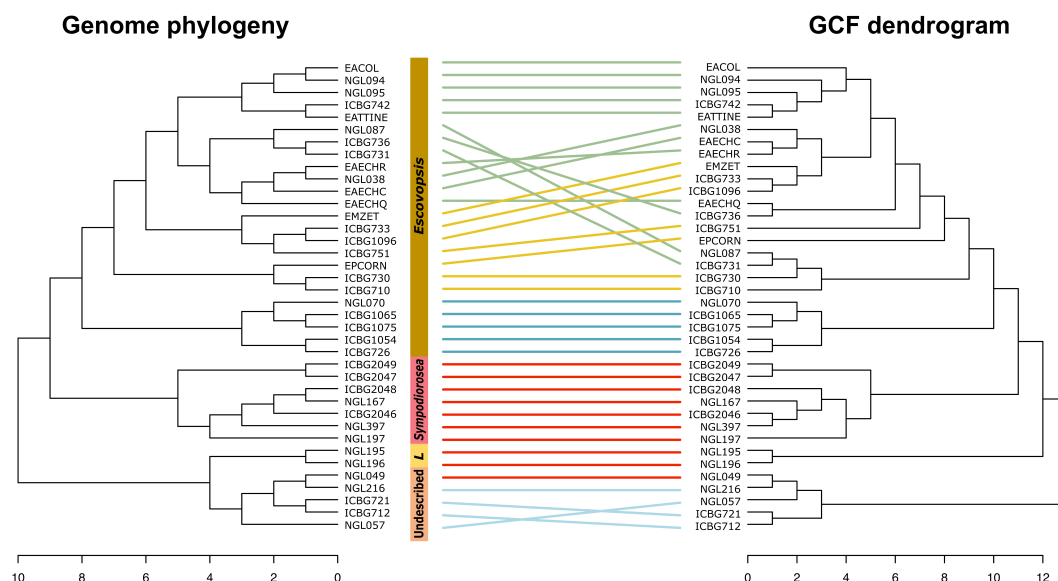 Genome phylogeny
GCF dendrogram
EACOL
NGL094
NGL095
ICBG742
EATTINE
NGL087
ICBG736
ICBG731
EAECHR
NGL038
EAECHC
EAECHQ
EMZET
ICBG733
ICBG1096
ICBG751
EPCORN
ICBG730
ICBG710
NGL070
ICBG1065
ICBG1075
ICBG1054
ICBG726
ICBG2049
ICBG2047
ICBG2048
NGL167
ICBG2046
NGL397
NGL197
NGL195
NGL196
NGL049
NGL216
ICBG721
ICBG712
NGL057
Escovopsis
Sympodiorosea
L
Undescribed
EACOL
NGL094
NGL095
ICBG742
EATTINE
NGL038
EAECHC
EAECHR
EMZET
ICBG733
ICBG1096
EAECHQ
ICBG736
ICBG751
EPCORN
NGL087
ICBG731
ICBG730
ICBG710
NGL070
ICBG1065
ICBG1075
ICBG1054
ICBG726
ICBG2049
ICBG2047
ICBG2048
NGL167
ICBG2046
NGL397
NGL197
NGL195
NGL196
NGL049
NGL216
NGL057
ICBG721
ICBG712
10 8 6 4 2 0
0 2 4 6 8 10 12